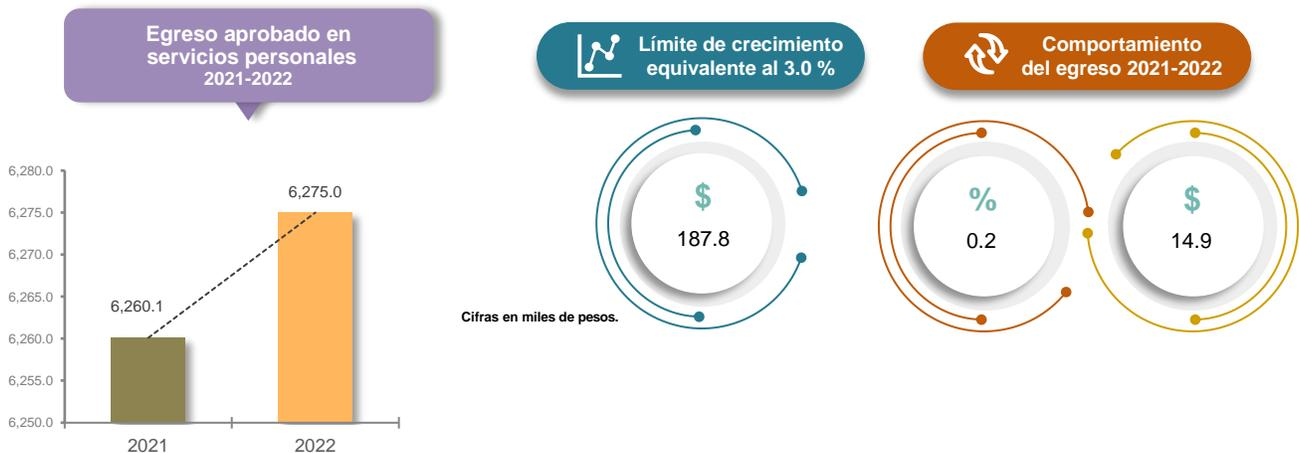 Egreso aprobado en
servicios personales
2021-2022
Límite de crecimiento
equivalente al 3.0 %
Comportamiento
del egreso 2021-2022
6,280.0
6,275.0
6,270.0
6,265.0
6,260.0
6,255.0
6,250.0
6,260.1
6,275.0
2021
2022
$
187.8
%
0.2
$
14.9
Cifras en miles de pesos.